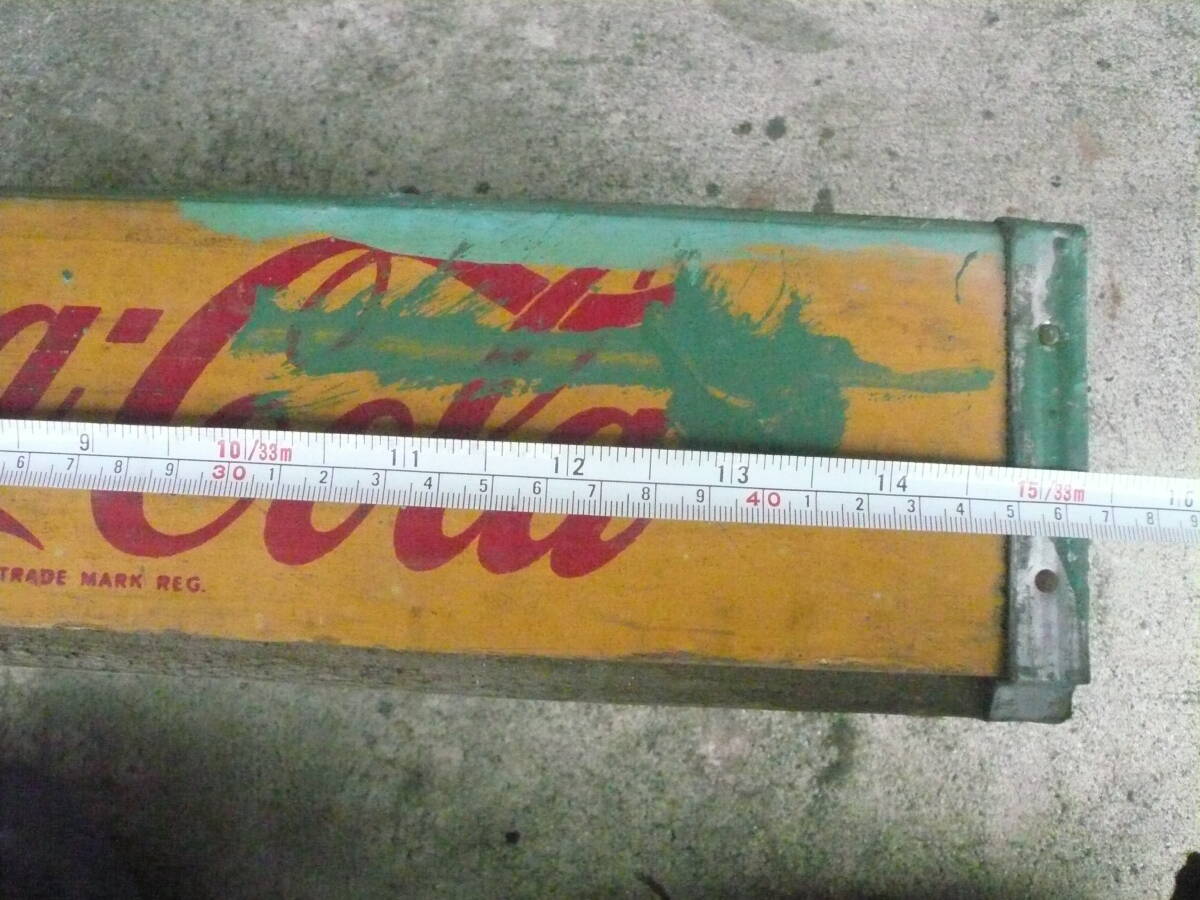 a-Cola
9 10/33m 11 12 13 14 15/33m
6 7 8 9 30 1 2 3 4 5 6 7 8 9 40 1 2 3 4 5 6 7 8
TRADE MARK REG.